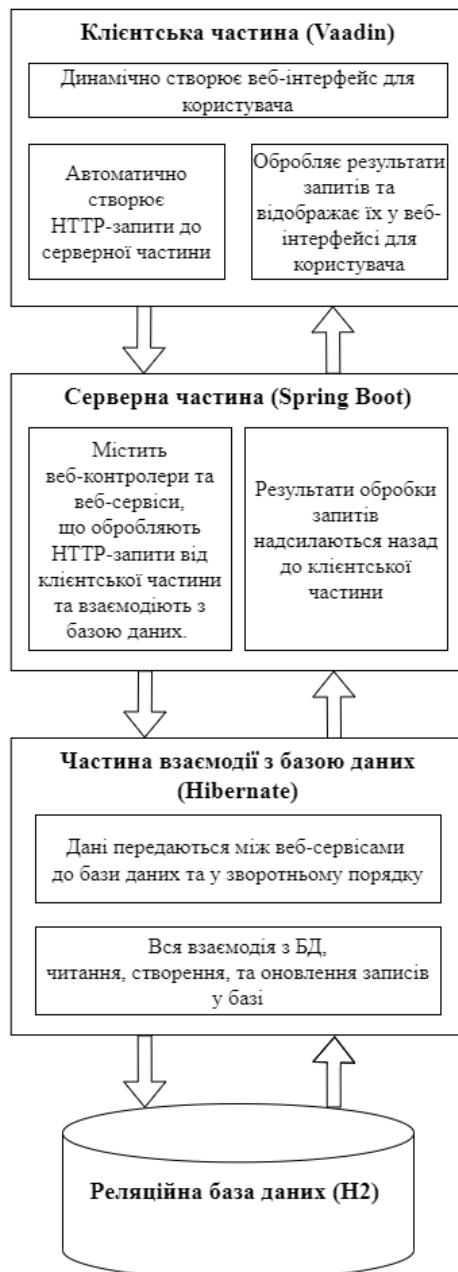 Клієнтська частина (Vaadin)
Динамічно створює веб-інтерфейс для
користувача
Автоматично
створює
HTTP-запити до
серверної частини
Обробляє результати
запитів та
відображає їх у веб-
інтерфейсі для
користувача
Серверна частина (Spring Boot)
Містить
веб-контролери та
веб-сервіси,
що обробляють
HTTP-запити від
клієнтської частини
та взаємодіють з
базою даних.
Результати обробки
запитів
надсилаються назад
до клієнтської
частини
Частина взаємодії з базою даних
(Hibernate)
Дані передаються між веб-сервісами
до бази даних та у зворотньому порядку
Вся взаємодія з БД,
читання, створення, та оновлення записів
у базі
Реляційна база даних (H2)